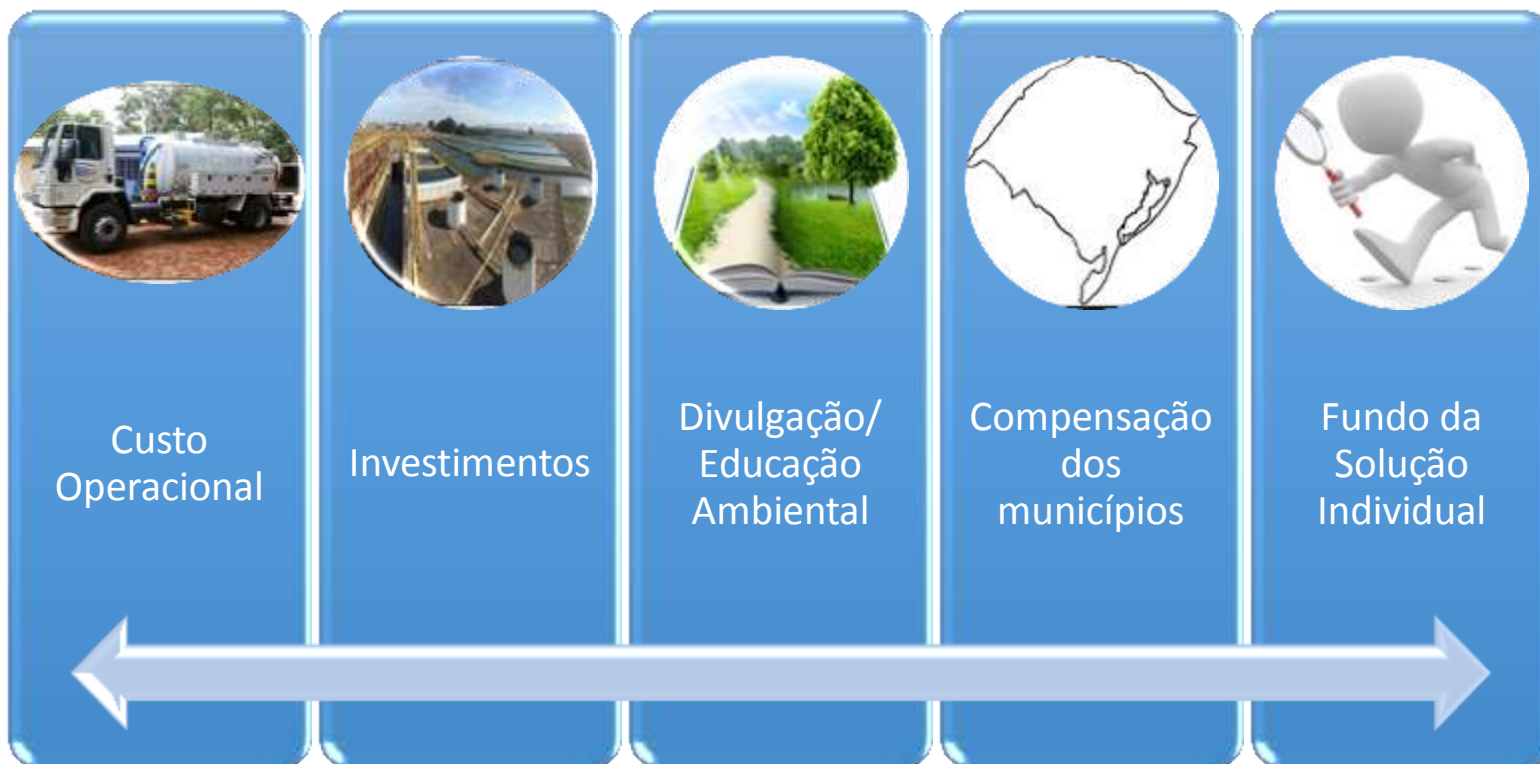 Custo
Operacional
Investimentos
Divulgação/
Educação
Ambiental
Compensação
dos
municípios
Fundo da
Solução
Individual